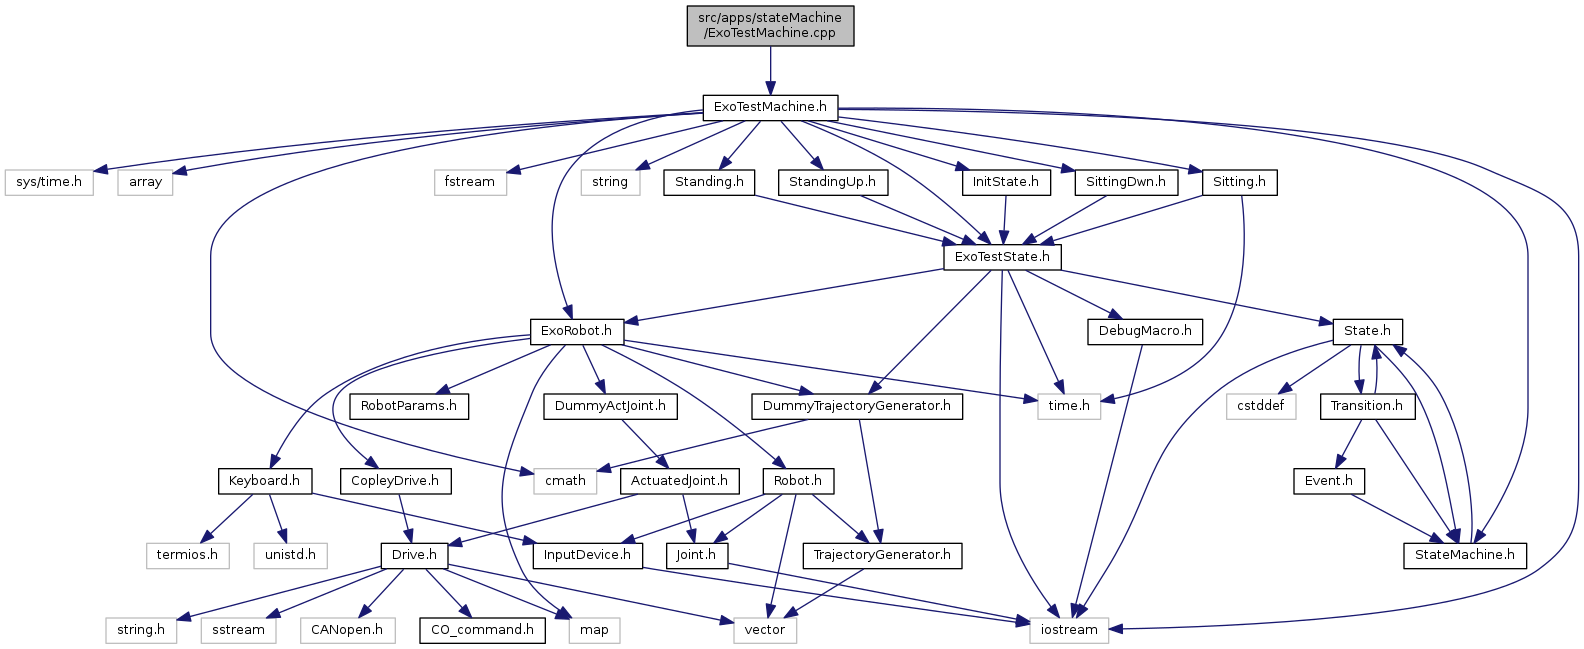 src/apps/stateMachine
/ExoTestMachine.cpp
ExoTestMachine.h
sys/time.h
array
fstream
string
Standing.h
StandingUp.h
InitState.h
SittingDwn.h
Sitting.h
ExoTestState.h
ExoRobot.h
DebugMacro.h
State.h
RobotParams.h
DummyActJoint.h
DummyTrajectoryGenerator.h
time.h
cstddef
Transition.h
Keyboard.h
CopleyDrive.h
cmath
ActuatedJoint.h
Robot.h
Event.h
termios.h
unistd.h
Drive.h
InputDevice.h
Joint.h
TrajectoryGenerator.h
StateMachine.h
string.h
sstream
CANopen.h
CO_command.h
map
vector
iostream